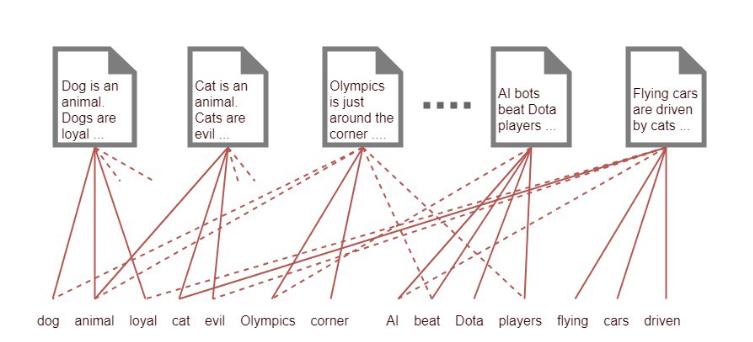 Dog is an
animal.
Dogs are
loyal ...
Cat is an
animal.
Cats are
evil ...
Olympics
is just
around the
corner ....
AI bots
beat Dota
players ...
Flying cars
are driven
by cats ...
dog animal loyal cat evil Olympics corner AI beat Dota players flying cars driven